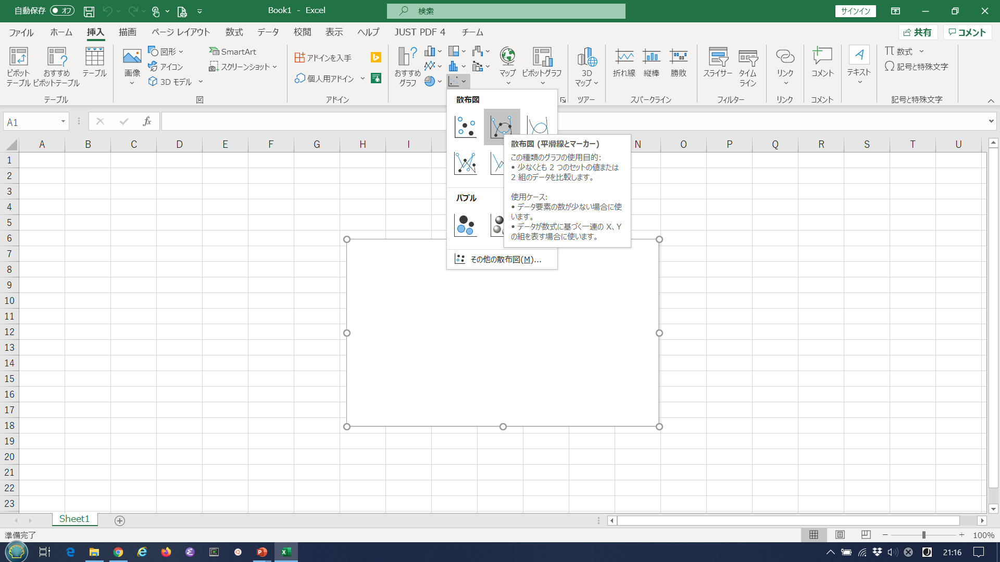 自動保存 オフ
Book1 - Excel
検索
サインイン
ファイル ホーム 挿入 描画 ページ レイアウト 数式 データ 校閲 表示 ヘルプ JUST PDF 4 チーム
共有 コメント
ピボット
テーブル
おすすめ
ピボットテーブル
テーブル
テーブル
画像
図形
アイコン
3D モデル
SmartArt
スクリーンショット
図
アドインを入手
個人用アドイン
アドイン
おすすめ
グラフ
マップ
ピボットグラフ
3D
マップ
ツアー
折れ線 縦棒 勝敗
スパークライン
スライサー
タイム
ライン
フィルター
リンク
リンク
コメント
コメント
テキスト
数式
記号と特殊文字
記号と特殊文字
A1
fx
散布図
散布図 (平滑線とマーカー)
この種類のグラフの使用目的:
• 少なくとも 2 つのセットの値または
2 組のデータを比較します。
使用ケース:
• データ要素の数が少ない場合に使
います。
• データが数式に基づく一連の X、Y
の組を表す場合に使います。
バブル
その他の散布図(M)...
A B C D E F G H I N O P Q R S T U
1
2
3
4
5
6
7
8
9
10
11
12
13
14
15
16
17
18
19
20
21
22
23
Sheet1
準備完了
100%
21:16